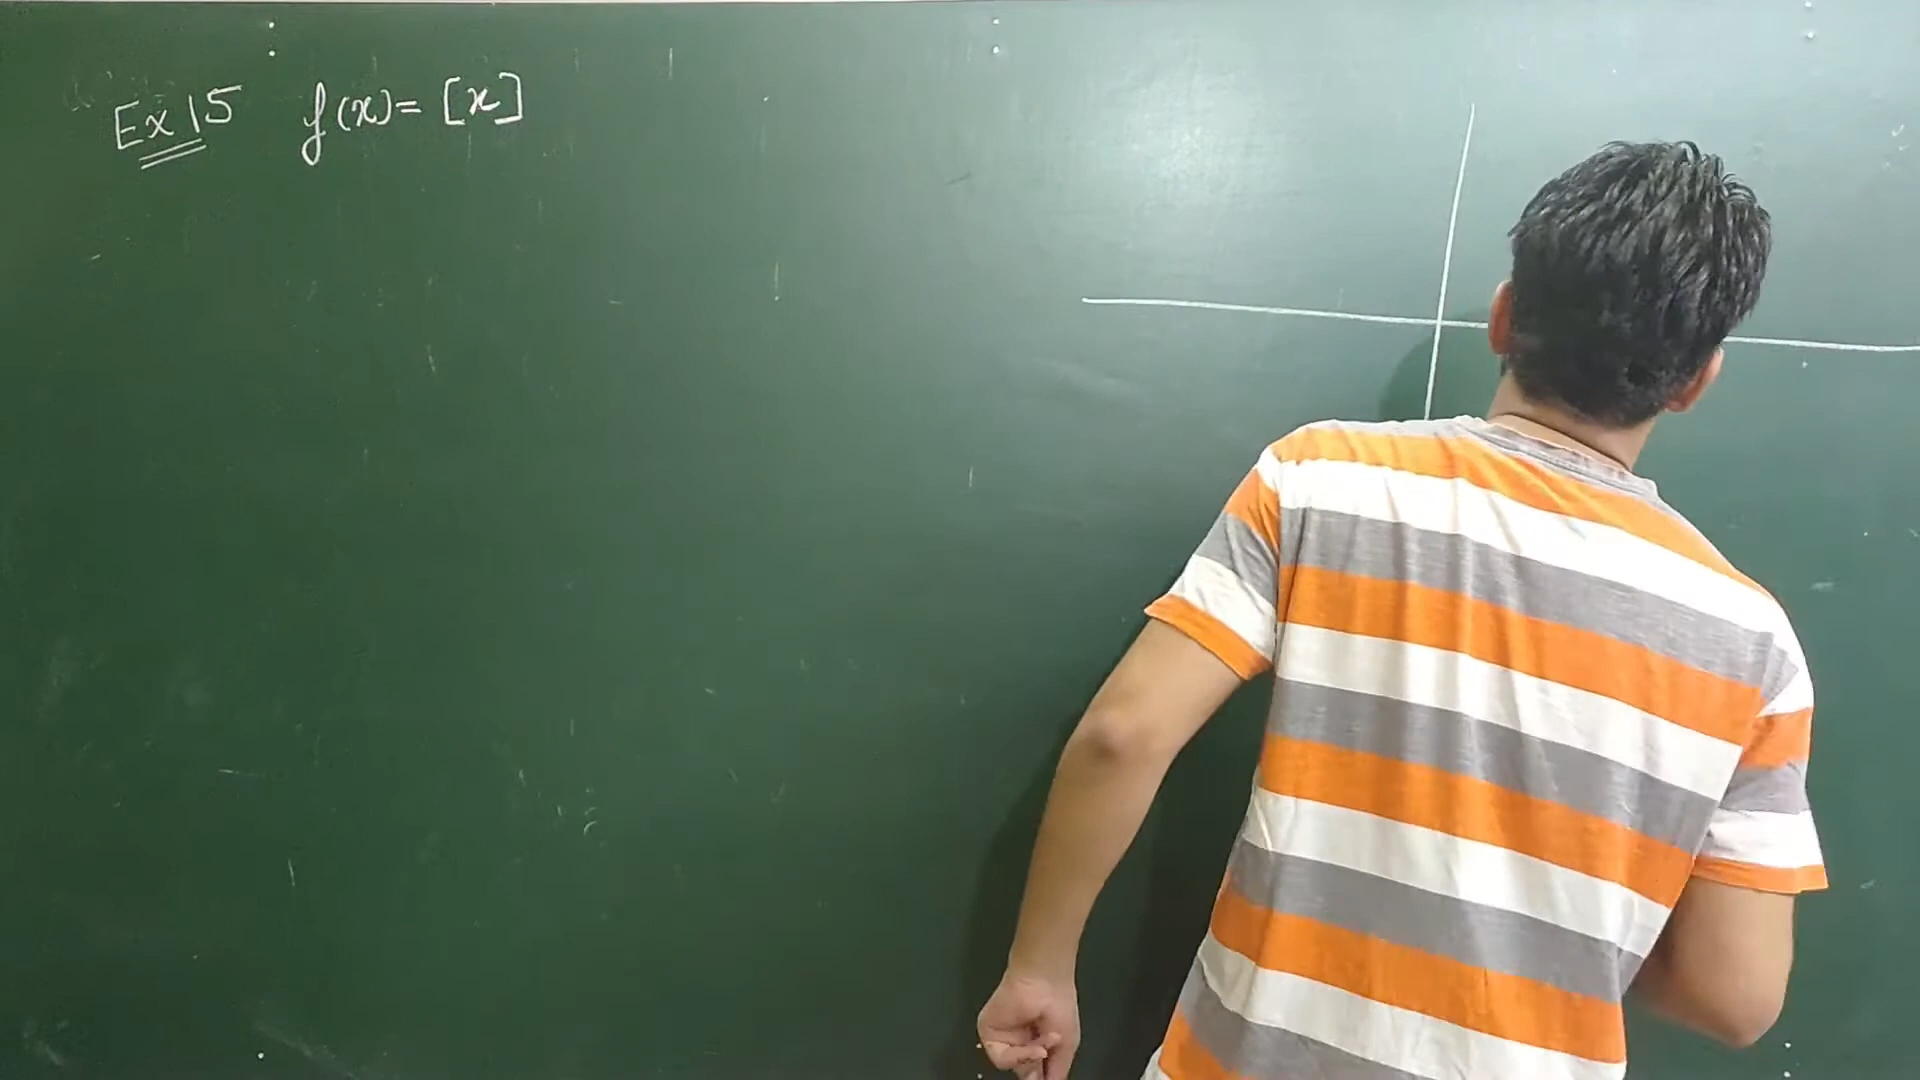 Ex 15 f(x) = [x]